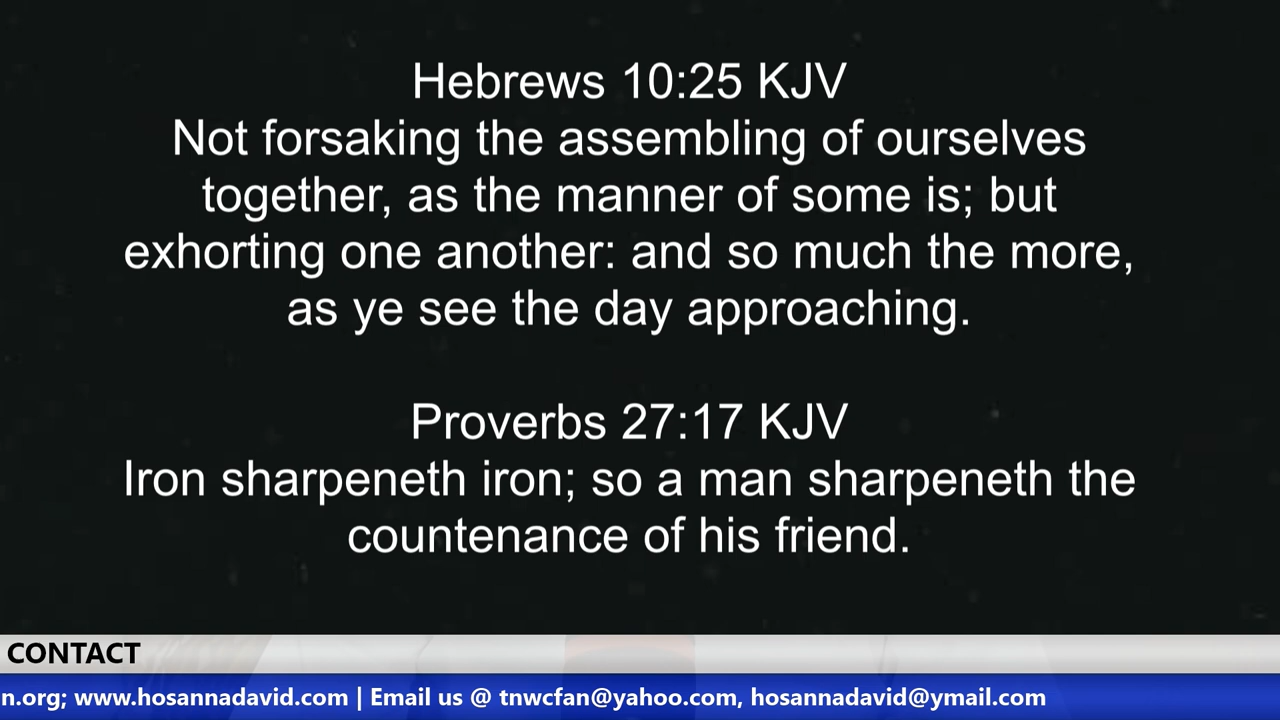 Hebrews 10:25 KJV
Not forsaking the assembling of ourselves
together, as the manner of some is; but
exhorting one another: and so much the more,
as ye see the day approaching.
Proverbs 27:17 KJV
Iron sharpeneth iron; so a man sharpeneth the
countenance of his friend.
CONTACT
n.org; www.hosannadavid.com | Email us @ tnwcfan@yahoo.com, hosannadavid@ymail.com